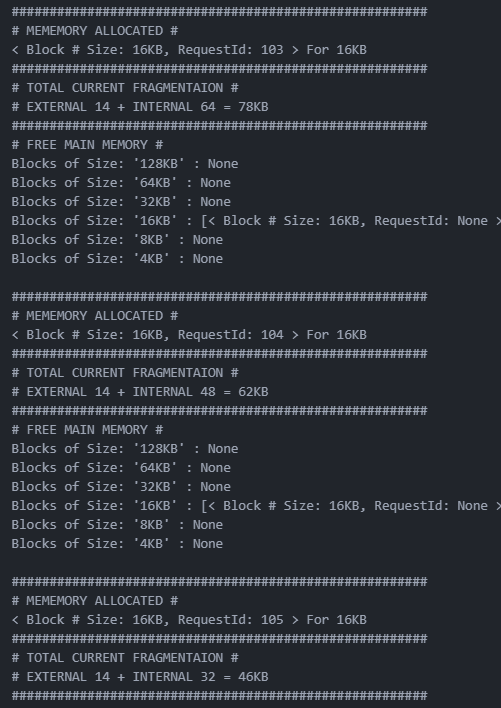 #######################################################
# MEMEMORY ALLOCATED #
< Block # Size: 16KB, RequestId: 103 > For 16KB
#######################################################
# TOTAL CURRENT FRAGMENTAION #
# EXTERNAL 14 + INTERNAL 64 = 78KB
#######################################################
# FREE MAIN MEMORY #
Blocks of Size: '128KB' : None
Blocks of Size: '64KB' : None
Blocks of Size: '32KB' : None
Blocks of Size: '16KB' : [< Block # Size: 16KB, RequestId: None >
Blocks of Size: '8KB' : None
Blocks of Size: '4KB' : None
#######################################################
# MEMEMORY ALLOCATED #
< Block # Size: 16KB, RequestId: 104 > For 16KB
#######################################################
# TOTAL CURRENT FRAGMENTAION #
# EXTERNAL 14 + INTERNAL 48 = 62KB
#######################################################
# FREE MAIN MEMORY #
Blocks of Size: '128KB' : None
Blocks of Size: '64KB' : None
Blocks of Size: '32KB' : None
Blocks of Size: '16KB' : [< Block # Size: 16KB, RequestId: None >
Blocks of Size: '8KB' : None
Blocks of Size: '4KB' : None
#######################################################
# MEMEMORY ALLOCATED #
< Block # Size: 16KB, RequestId: 105 > For 16KB
#######################################################
# TOTAL CURRENT FRAGMENTAION #
# EXTERNAL 14 + INTERNAL 32 = 46KB
#######################################################